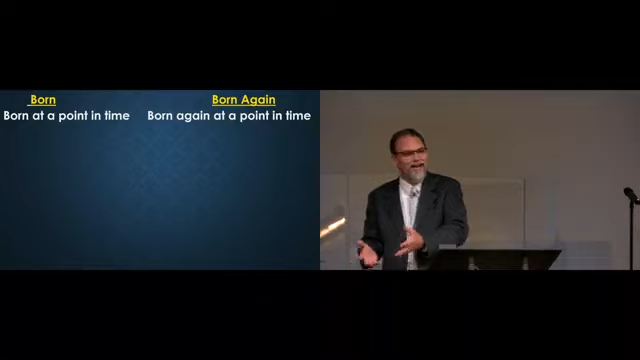 Born
Born Again
Born at a point in time
Born again at a point in time